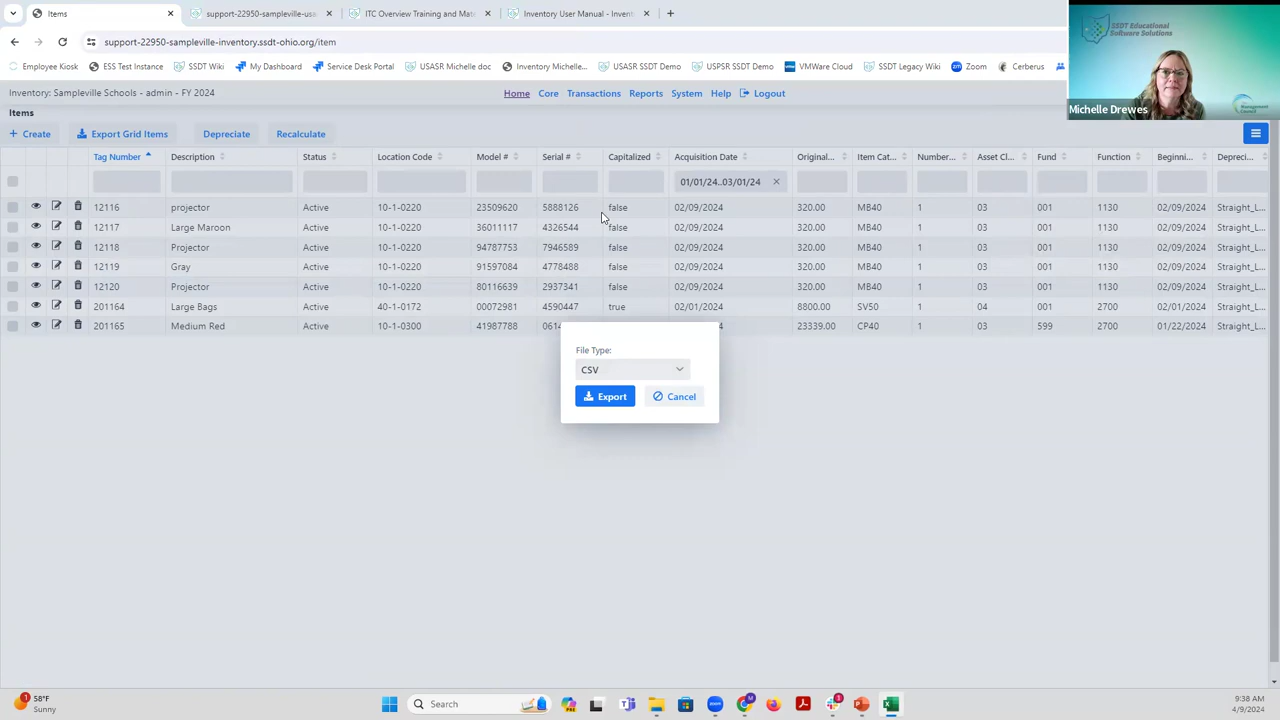 Items
support-22950-sampleville-usa
ITC Overview Training and Mat
Inventory User Manual - Invent
support-22950-sampleville-inventory.ssdt-ohio.org/item
Employee Kiosk ESS Test Instance SSDT Wiki My Dashboard Service Desk Portal USASR Michelle doc Inventory Michelle... USASR SSDT Demo USPSR SSDT Demo VMWare Cloud SSDT Legacy Wiki Zoom Cerberus
SSDT Educational
Software Solutions
Management
Council
Michelle Drewes
Inventory: Sampleville Schools - admin - FY 2024
Home Core Transactions Reports System Help Logout
Items
Create Export Grid Items Depreciate Recalculate
Tag Number Description Status Location Code Model # Serial # Capitalized Acquisition Date Original... Item Cat... Number... Asset Cl... Fund Function Beginni... Depreci...
01/01/24..03/01/24
12116 projector Active 10-1-0220 23509620 5888126 false 02/09/2024 320.00 MB40 1 03 001 1130 02/09/2024 Straight_L...
12117 Large Maroon Active 10-1-0220 36011117 4326544 false 02/09/2024 320.00 MB40 1 03 001 1130 02/09/2024 Straight_L...
12118 Projector Active 10-1-0220 94787753 7946589 false 02/09/2024 320.00 MB40 1 03 001 1130 02/09/2024 Straight_L...
12119 Gray Active 10-1-0220 91597084 4778488 false 02/09/2024 320.00 MB40 1 03 001 1130 02/09/2024 Straight_L...
12120 Projector Active 10-1-0220 80116639 2937341 false 02/09/2024 320.00 MB40 1 03 001 1130 02/09/2024 Straight_L...
201164 Large Bags Active 40-1-0172 00072981 4590447 true 02/01/2024 8800.00 SV50 1 04 001 2700 02/01/2024 Straight_L...
201165 Medium Red Active 10-1-0300 41987788 061 4 23339.00 CP40 1 03 599 2700 01/22/2024 Straight_L...
File Type:
CSV
Export Cancel
1
58°F
Sunny
Search
9:38 AM
4/9/2024